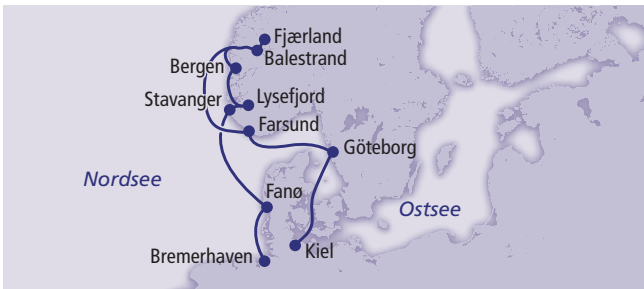 Fjærland
Balestrand
Bergen
Stavanger
Lysefjord
Farsund
Göteborg
Nordsee
Fanø
Ostsee
Bremerhaven
Kiel